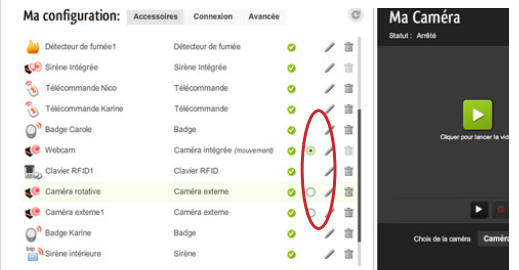 Ma configuration: Accessoires Connexion Avancée
Détecteur de fumée1 Détecteur de fumée
Sirène Intégrée Sirène Intégrée
Télécommande Nico Télécommande
Télécommande Karine Télécommande
Badge Carole Badge
Webcam Caméra intégrée (mouvement)
Clavier RFID1 Clavier RFID
Caméra rotative Caméra externe
Caméra externe1 Caméra externe
Badge Karine Badge
bip Sirène intérieure Sirène
Ma Caméra
Statut : Arrêté
Cliquer pour lancer la vid
Choix de la caméra Caméra